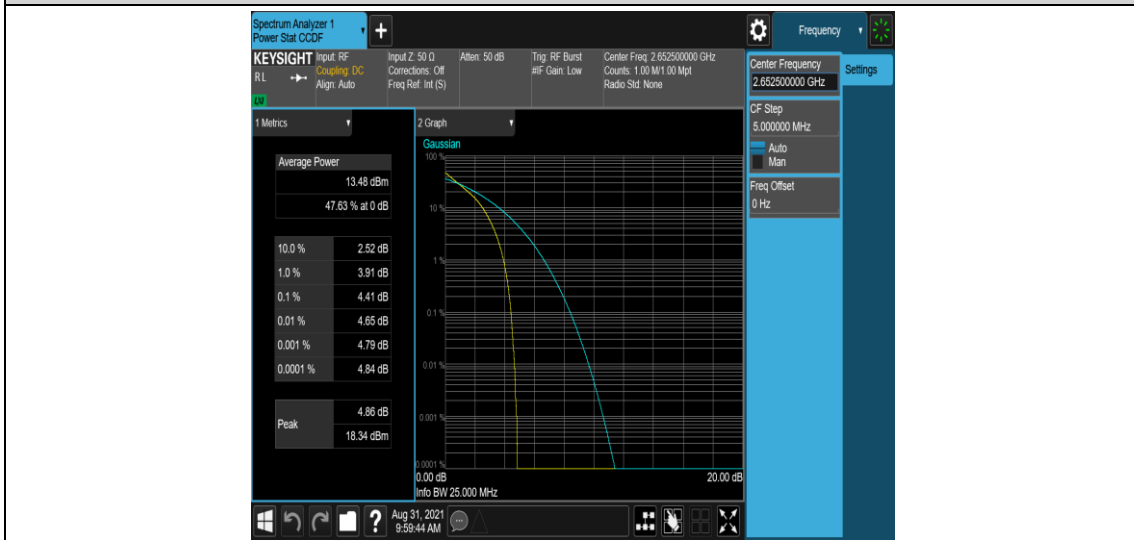 Spectrum Analyzer 1
Power Stat CCDF
+
Frequency
KEYSIGHT
RL
LXI
Input: RF
Coupling: DC
Align: Auto
Input Z: 50 Ω
Corrections: Off
Freq Ref: Int (S)
Atten: 50 dB
Trig: RF Burst
#IF Gain: Low
Center Freq: 2.652500000 GHz
Counts: 1.00 M/1.00 Mpt
Radio Std: None
Center Frequency
2.652500000 GHz
Settings
CF Step
5.000000 MHz
Auto
Man
Freq Offset
0 Hz
1 Metrics
Average Power
13.48 dBm
47.63 % at 0 dB
10.0 % 2.52 dB
1.0 % 3.91 dB
0.1 % 4.41 dB
0.01 % 4.65 dB
0.001 % 4.79 dB
0.0001 % 4.84 dB
Peak
4.86 dB
18.34 dBm
2 Graph
Gaussian
100 %
10 %
1 %
0.1 %
0.01 %
0.001 %
0.0001 %
0.00 dB 20.00 dB
Info BW 25.000 MHz
?
Aug 31, 2021
9:59:44 AM